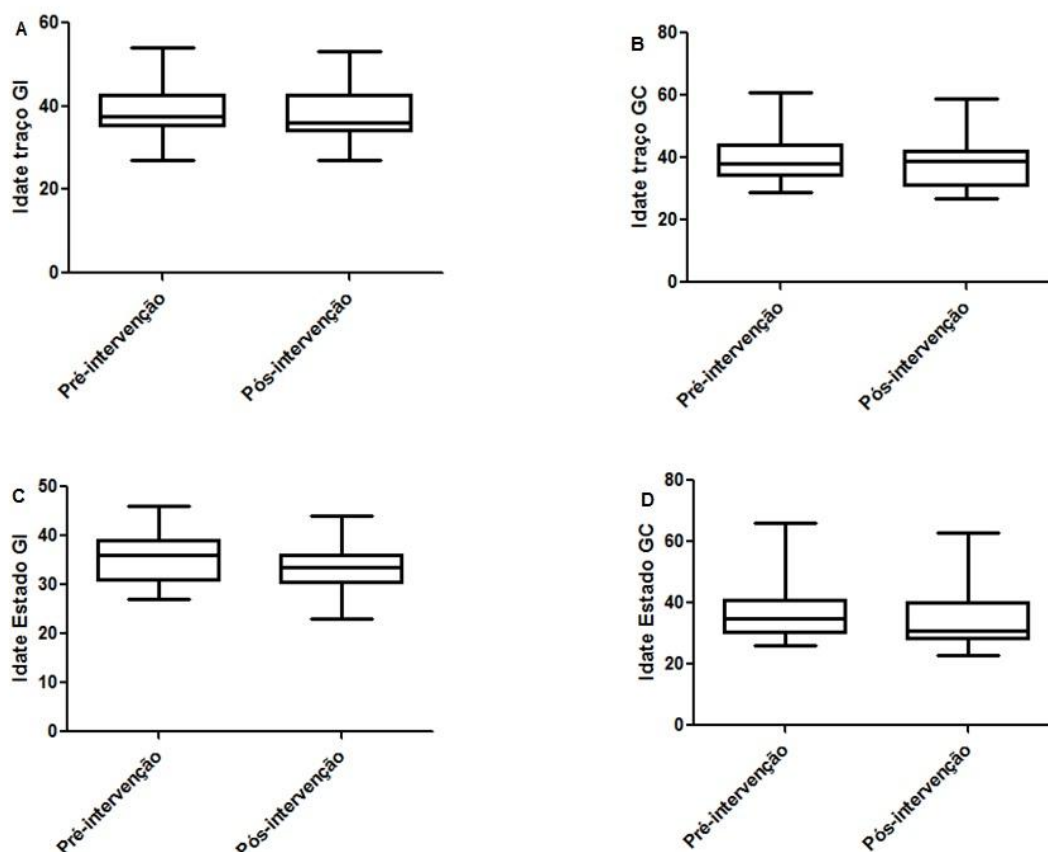 A
Idate traço GI
60
40
20
0
Pré-intervenção
Pós-intervenção
B
Idate traço GC
80
60
40
20
0
Pré-intervenção
Pós-intervenção
C
Idate Estado GI
50
40
30
20
10
0
Pré-intervenção
Pós-intervenção
D
Idate Estado GC
80
60
40
20
0
Pré-intervenção
Pós-intervenção